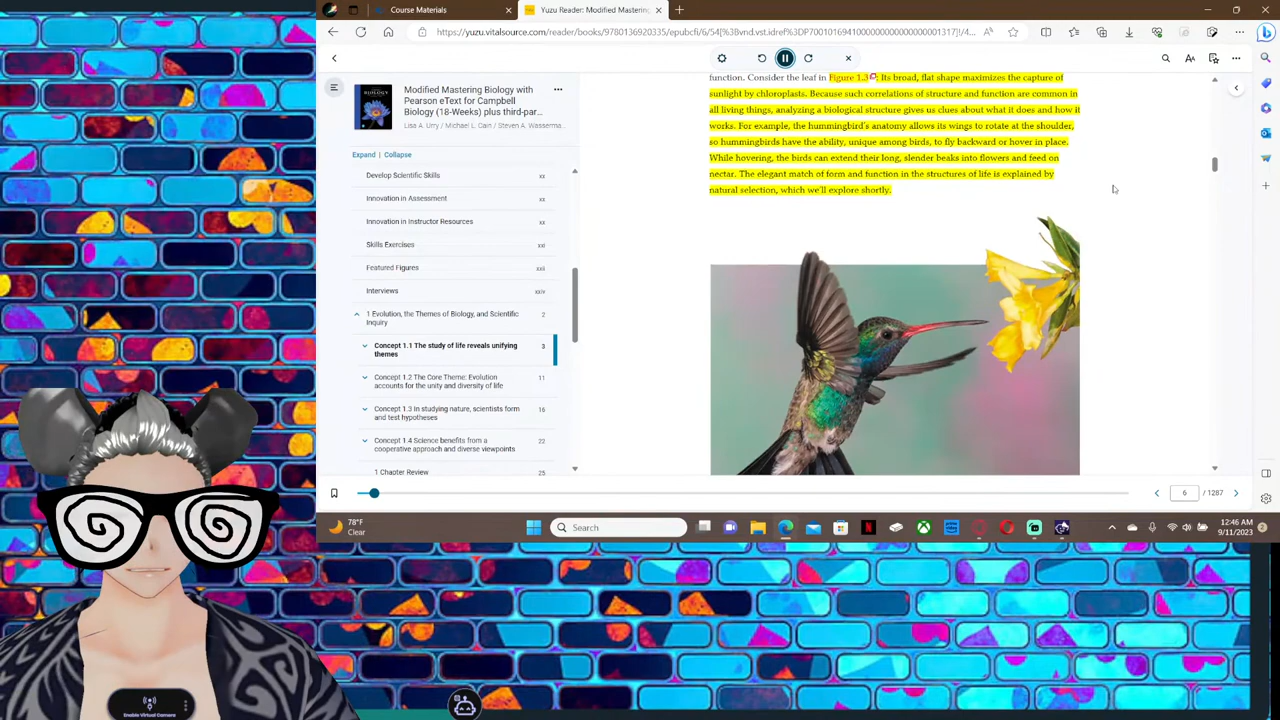 Course Materials
Yuzu Reader: Modified Mastering
https://yuzu.vitalsource.com/reader/books/9780136920335/epubcfi/6/54[%3Bvnd.vst.idref%3DP7001016941000000000000000001317]!/4...
Modified Mastering Biology with
Pearson eText for Campbell
Biology (18-Weeks) plus third-par...
Lisa A. Urry / Michael L. Cain / Steven A. Wasserma...
Expand | Collapse
Develop Scientific Skills xx
Innovation in Assessment xx
Innovation in Instructor Resources xx
Skills Exercises xxi
Featured Figures xxii
Interviews xxiv
1 Evolution, the Themes of Biology, and Scientific 2
Inquiry
Concept 1.1 The study of life reveals unifying 3
themes
Concept 1.2 The Core Theme: Evolution 11
accounts for the unity and diversity of life
Concept 1.3 In studying nature, scientists form 16
and test hypotheses
Concept 1.4 Science benefits from a 22
cooperative approach and diverse viewpoints
1 Chapter Review 25
function. Consider the leaf in Figure 1.3: Its broad, flat shape maximizes the capture of
sunlight by chloroplasts. Because such correlations of structure and function are common in
all living things, analyzing a biological structure gives us clues about what it does and how it
works. For example, the hummingbird's anatomy allows its wings to rotate at the shoulder,
so hummingbirds have the ability, unique among birds, to fly backward or hover in place.
While hovering, the birds can extend their long, slender beaks into flowers and feed on
nectar. The elegant match of form and function in the structures of life is explained by
natural selection, which we'll explore shortly.
6 / 1287
78°F
Clear
Search
12:46 AM
9/11/2023
Enable Virtual Camera